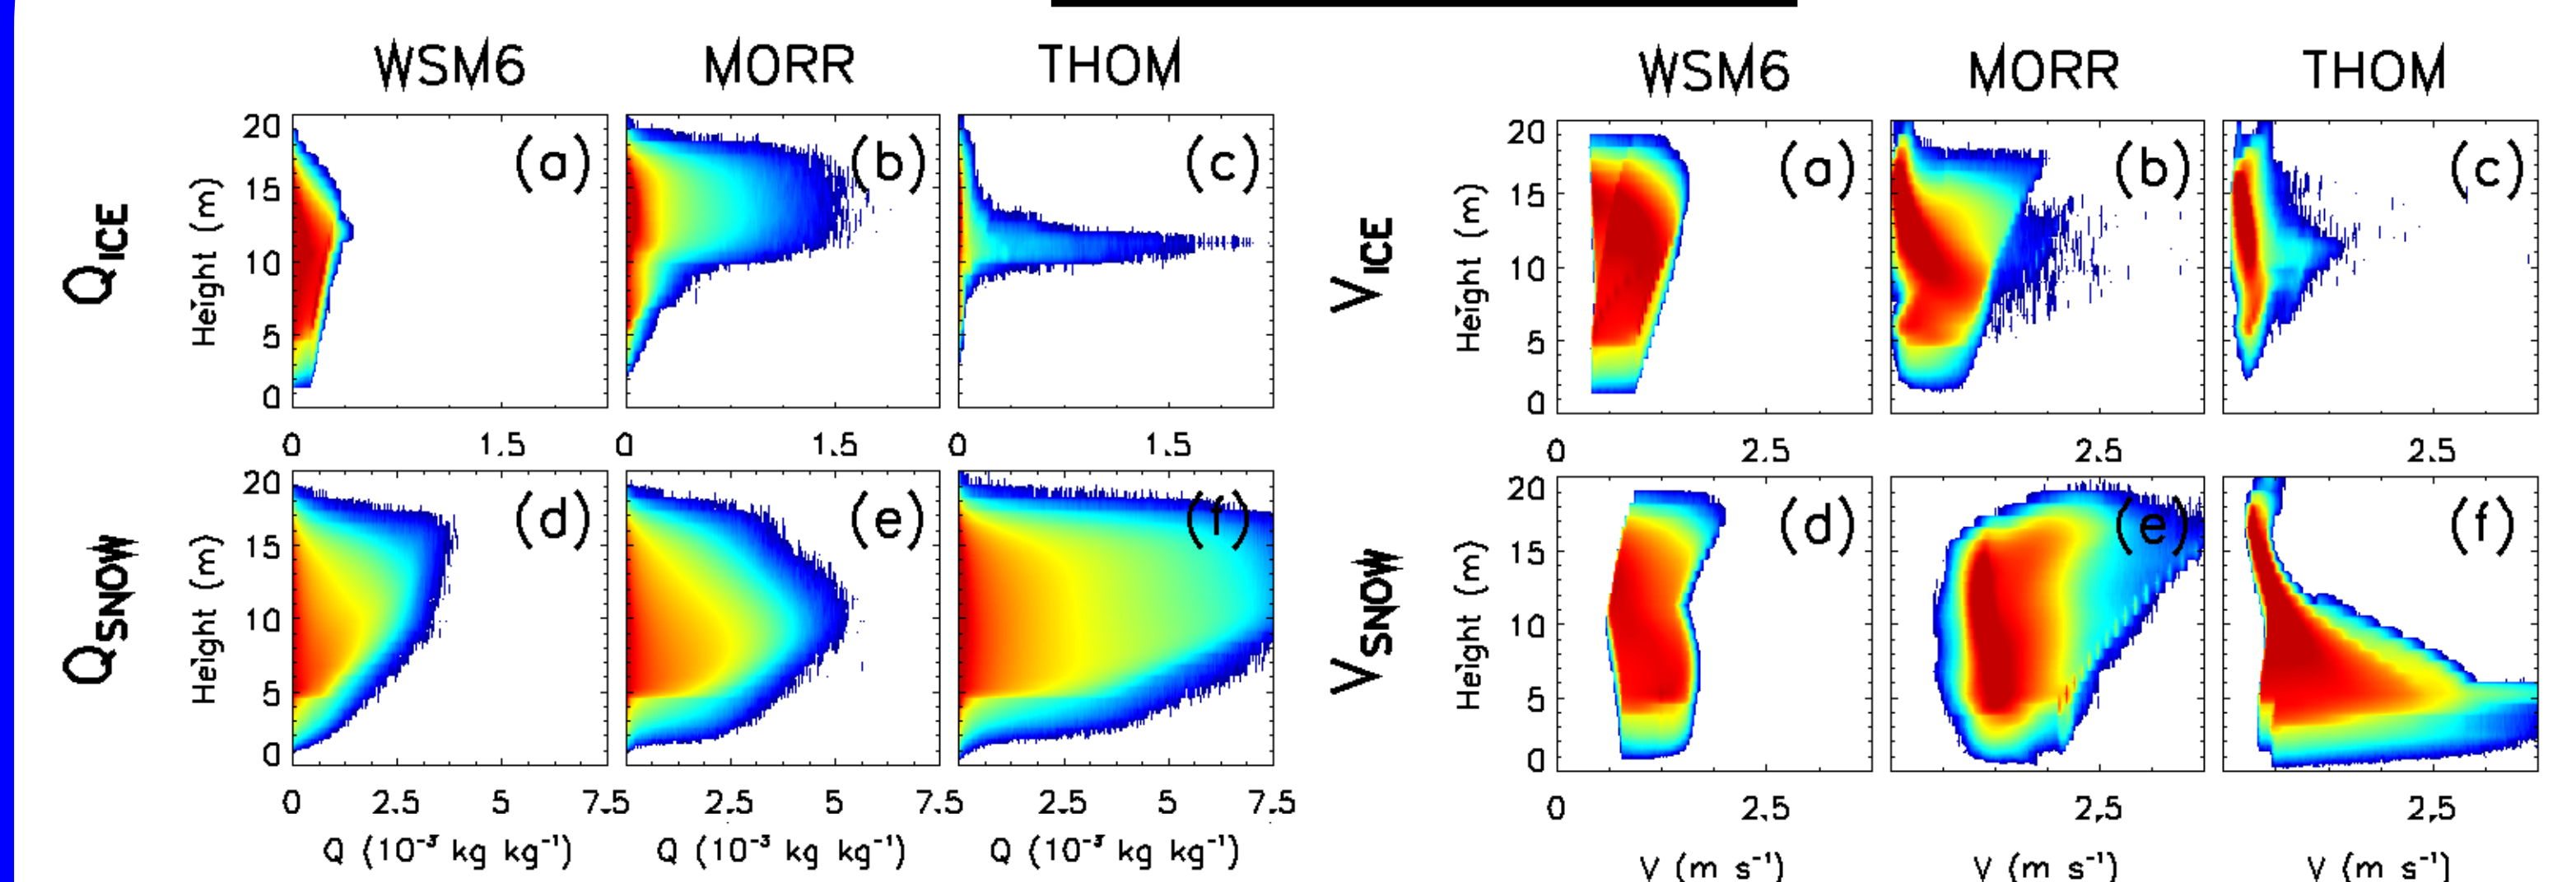 WSM6 MORR THOM WSM6 MORR THOM
20 (a) (b) (c) 20 (a) (b) (c)
15 15
Q_ICE Height (m) 10 V_ICE Height (m) 10
5 5
0 0
0 1.5 0 1.5 0 1.5 0 2.5 2.5 2.5
20 (d) (e) (f) 20 (d) (e) (f)
15 15
Q_SNOW Height (m) 10 V_SNOW Height (m) 10
5 5
0 0
0 2.5 5 7.5 2.5 5 7.5 2.5 5 7.5 0 2.5 2.5 2.5
Q (10⁻³ kg kg⁻¹) Q (10⁻³ kg kg⁻¹) Q (10⁻³ kg kg⁻¹) V (m s⁻¹) V (m s⁻¹) V (m s⁻¹)